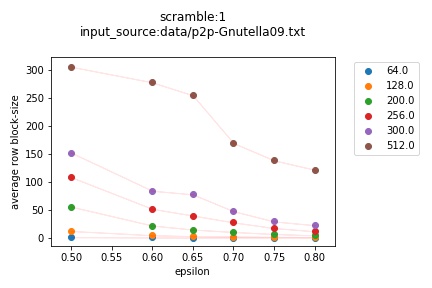 scramble:1
input_source:data/p2p-Gnutella09.txt
average row block-size
300
250
200
150
100
50
0
0.50 0.55 0.60 0.65 0.70 0.75 0.80
epsilon
64.0
128.0
200.0
256.0
300.0
512.0